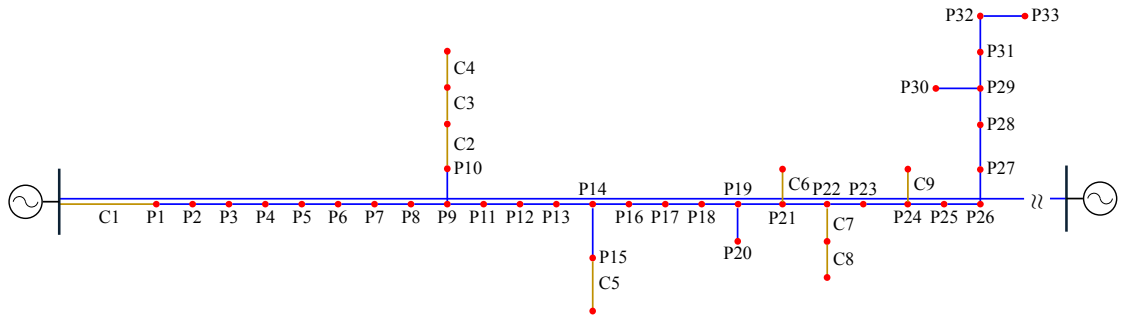 P32 P33
C4 P31
C3 P30 P29
C2 P28
P10 P27
P14 P19 C6 P22 P23 C9
C1 P1 P2 P3 P4 P5 P6 P7 P8 P9 P11 P12 P13 P16 P17 P18 P21 C7 P24 P25 P26
P15 P20 C8
C5